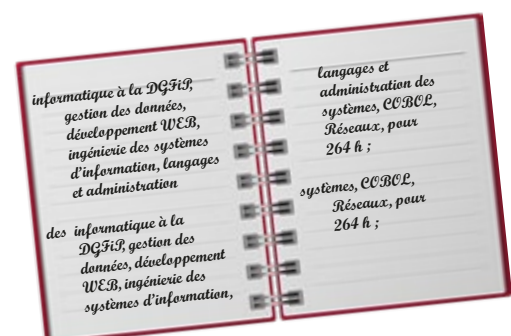 informatique à la DGFiP,
gestion des données,
développement WEB,
ingénierie des systèmes
d'information, langages
et administration
des informatique à la
DGFiP, gestion des
données, développement
WEB, ingénierie des
systèmes d'information,
langages et
administration des
systèmes, COBOL,
Réseaux, pour
264 h ;
systèmes, COBOL,
Réseaux, pour
264 h ;